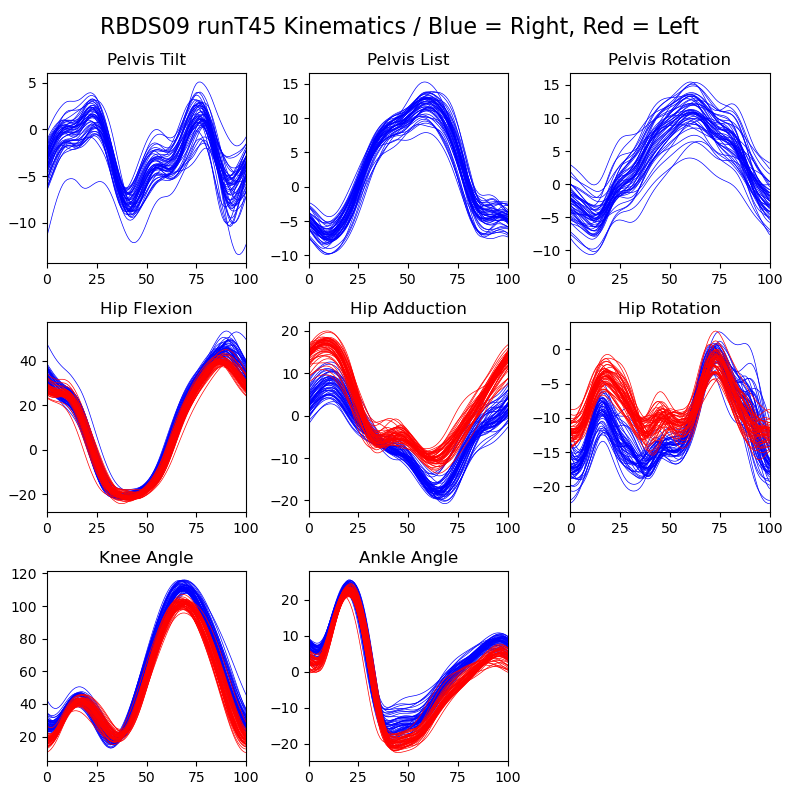 RBDS09 runT45 Kinematics / Blue = Right, Red = Left
Pelvis Tilt
5
0
−5
−10
0 25 50 75 100
Pelvis List
15
10
5
0
−5
−10
0 25 50 75 100
Pelvis Rotation
15
10
5
0
−5
−10
0 25 50 75 100
Hip Flexion
40
20
0
−20
0 25 50 75 100
Hip Adduction
20
10
0
−10
−20
0 25 50 75 100
Hip Rotation
0
−5
−10
−15
−20
0 25 50 75 100
Knee Angle
120
100
80
60
40
20
0 25 50 75 100
Ankle Angle
20
10
0
−10
−20
0 25 50 75 100